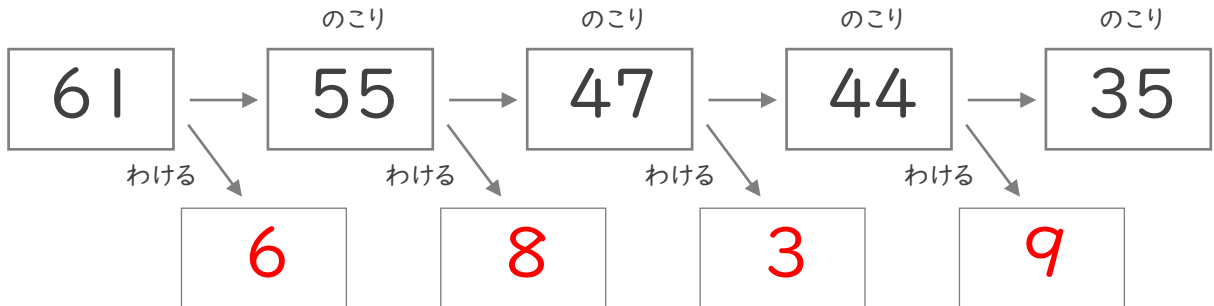 のこり のこり のこり のこり
61 55 47 44 35
わける わける わける わける
6 8 3 9